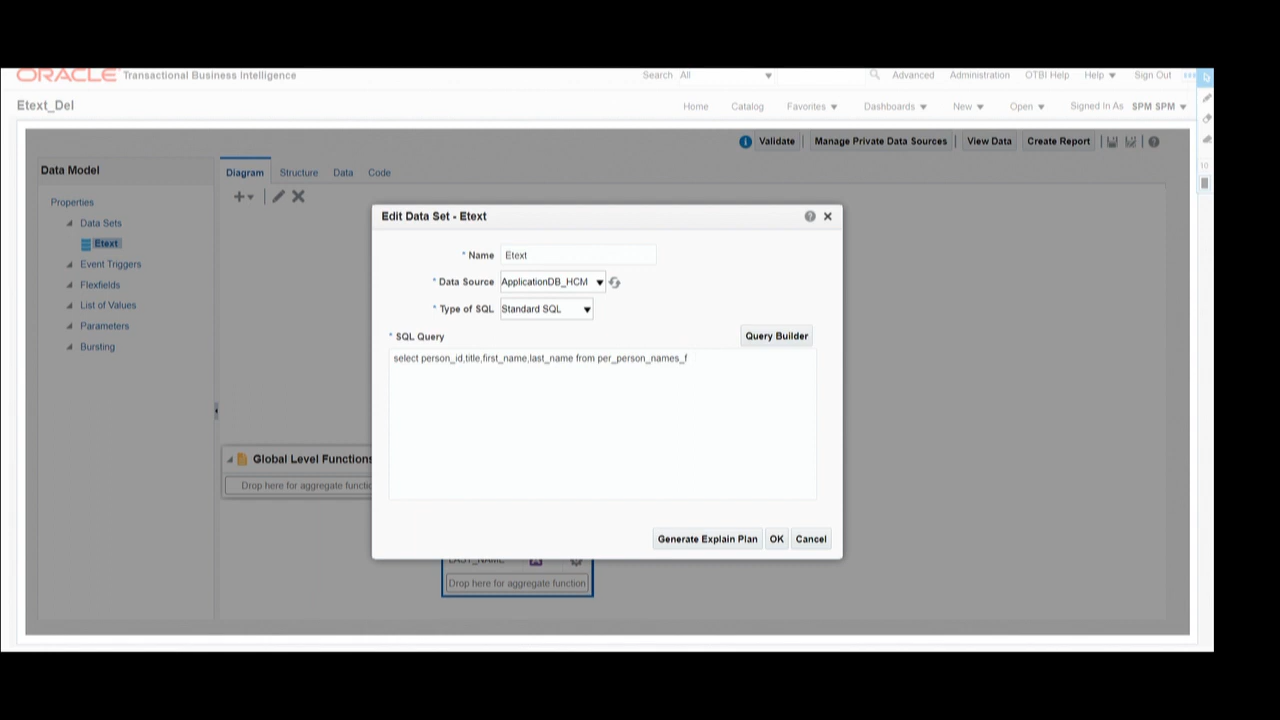 ORACLE Transactional Business Intelligence Search All Advanced Administration OTBI Help Help Sign Out
Etext_Del Home Catalog Favorites Dashboards New Open Signed In As SPM SPM
Validate Manage Private Data Sources View Data Create Report
Data Model
Diagram Structure Data Code
Properties
Data Sets
Etext
Event Triggers
Flexfields
List of Values
Parameters
Bursting
Edit Data Set - Etext
* Name Etext
* Data Source ApplicationDB_HCM
* Type of SQL Standard SQL
* SQL Query Query Builder
select person_id,title,first_name,last_name from per_person_names_f
Global Level Functions
Drop here for aggregate functio
Generate Explain Plan OK Cancel
LAST_NAME
Drop here for aggregate function
10